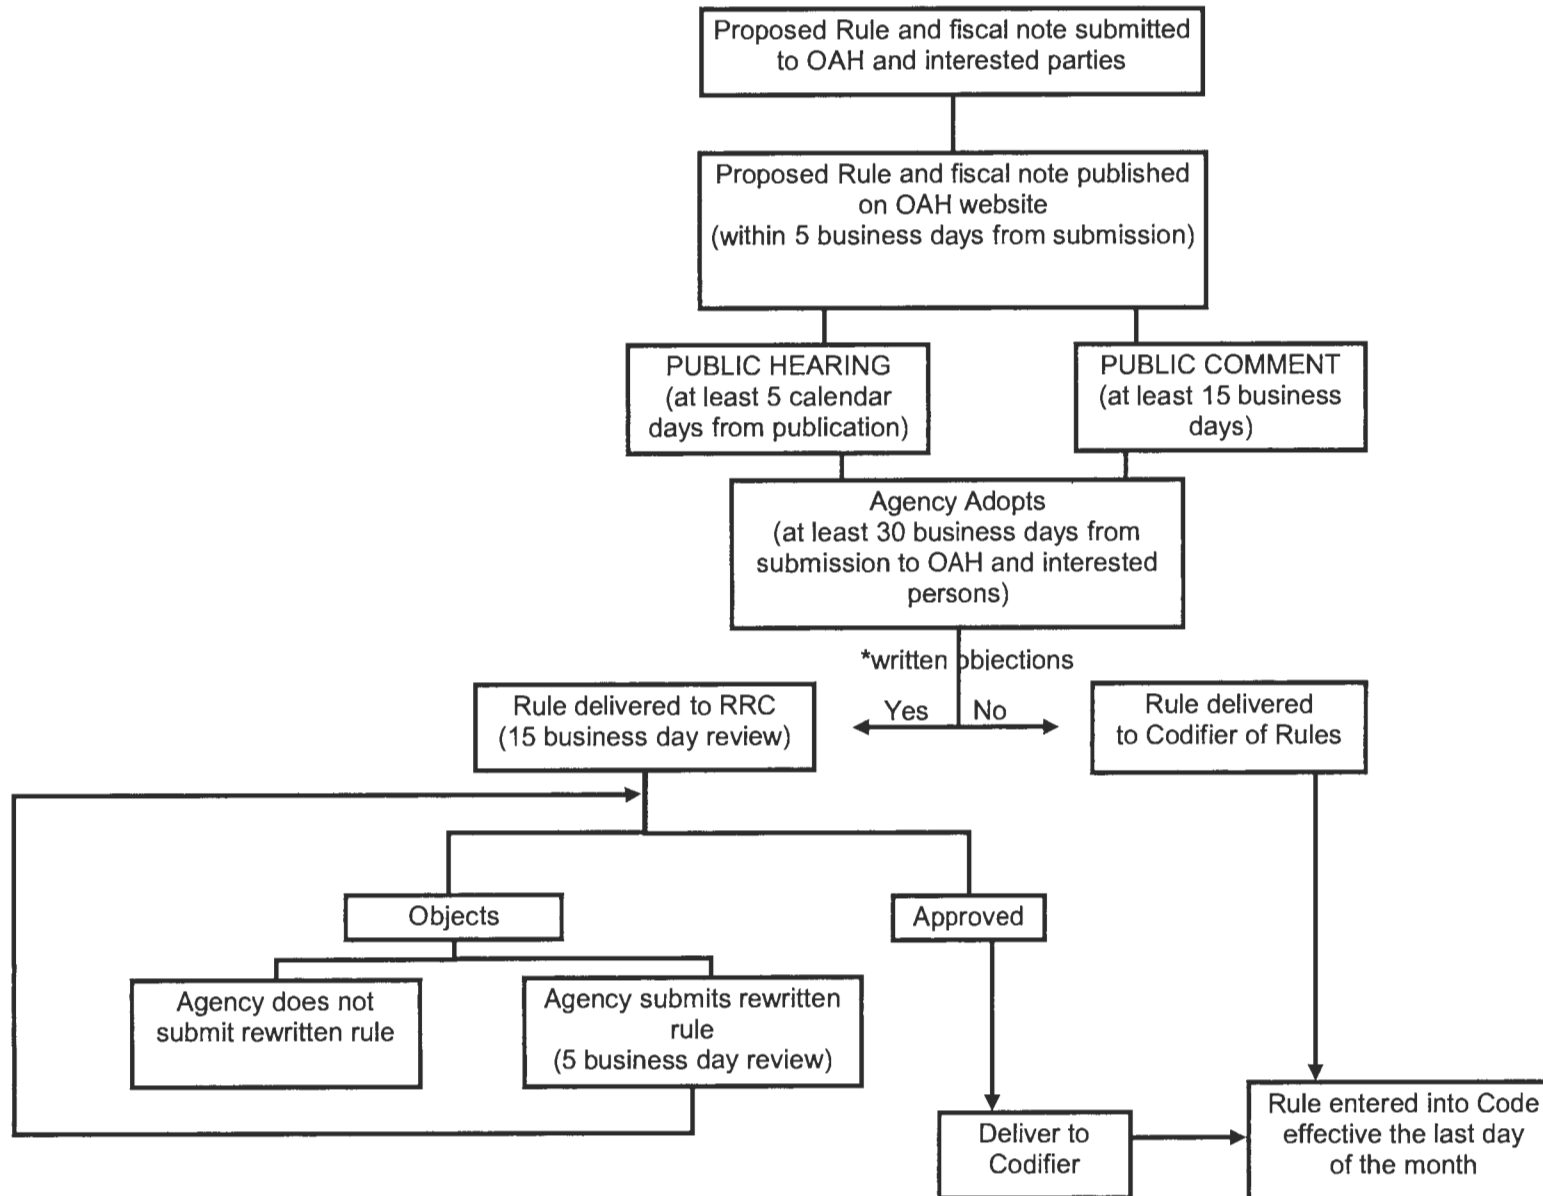 Proposed Rule and fiscal note submitted
to OAH and interested parties
Proposed Rule and fiscal note published
on OAH website
(within 5 business days from submission)
PUBLIC HEARING
(at least 5 calendar
days from publication)
PUBLIC COMMENT
(at least 15 business
days)
Agency Adopts
(at least 30 business days from
submission to OAH and interested
persons)
*written objections
Yes
No
Rule delivered to RRC
(15 business day review)
Rule delivered
to Codifier of Rules
Objects
Approved
Agency does not
submit rewritten rule
Agency submits rewritten
rule
(5 business day review)
Deliver to
Codifier
Rule entered into Code
effective the last day
of the month